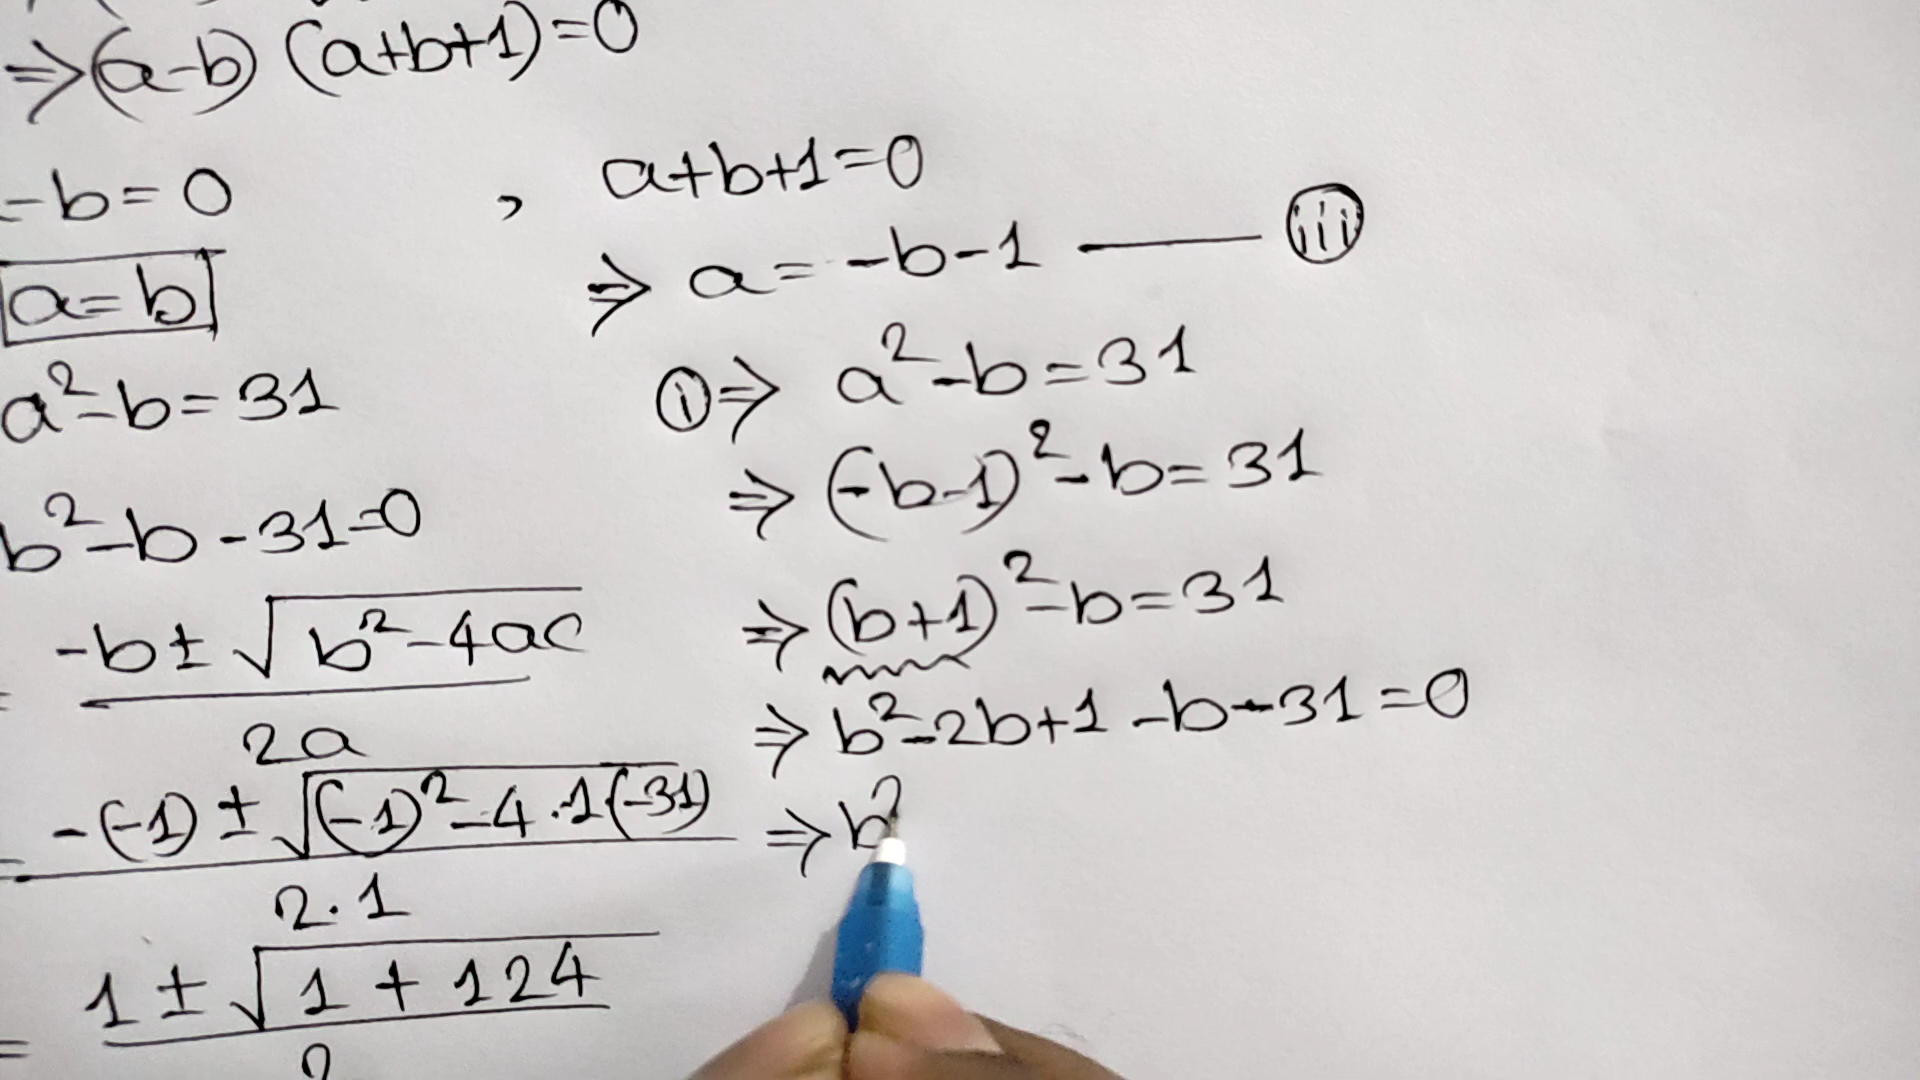 ⇒(a-b) (a+b+1)=0
-b=0 ,
a=b
a²-b=31
b²-b-31=0
-b±√b²-4ac
2a
-(-1)±√(-1)²-4.1(-31)
2.1
1±√1+124
=
a+b+1=0
⇒ a=-b-1 —— (iii)
(i)⇒ a²-b=31
⇒ (-b-1)²-b=31
⇒ (b+1)²-b=31
⇒ b²-2b+1-b-31=0
⇒ b²